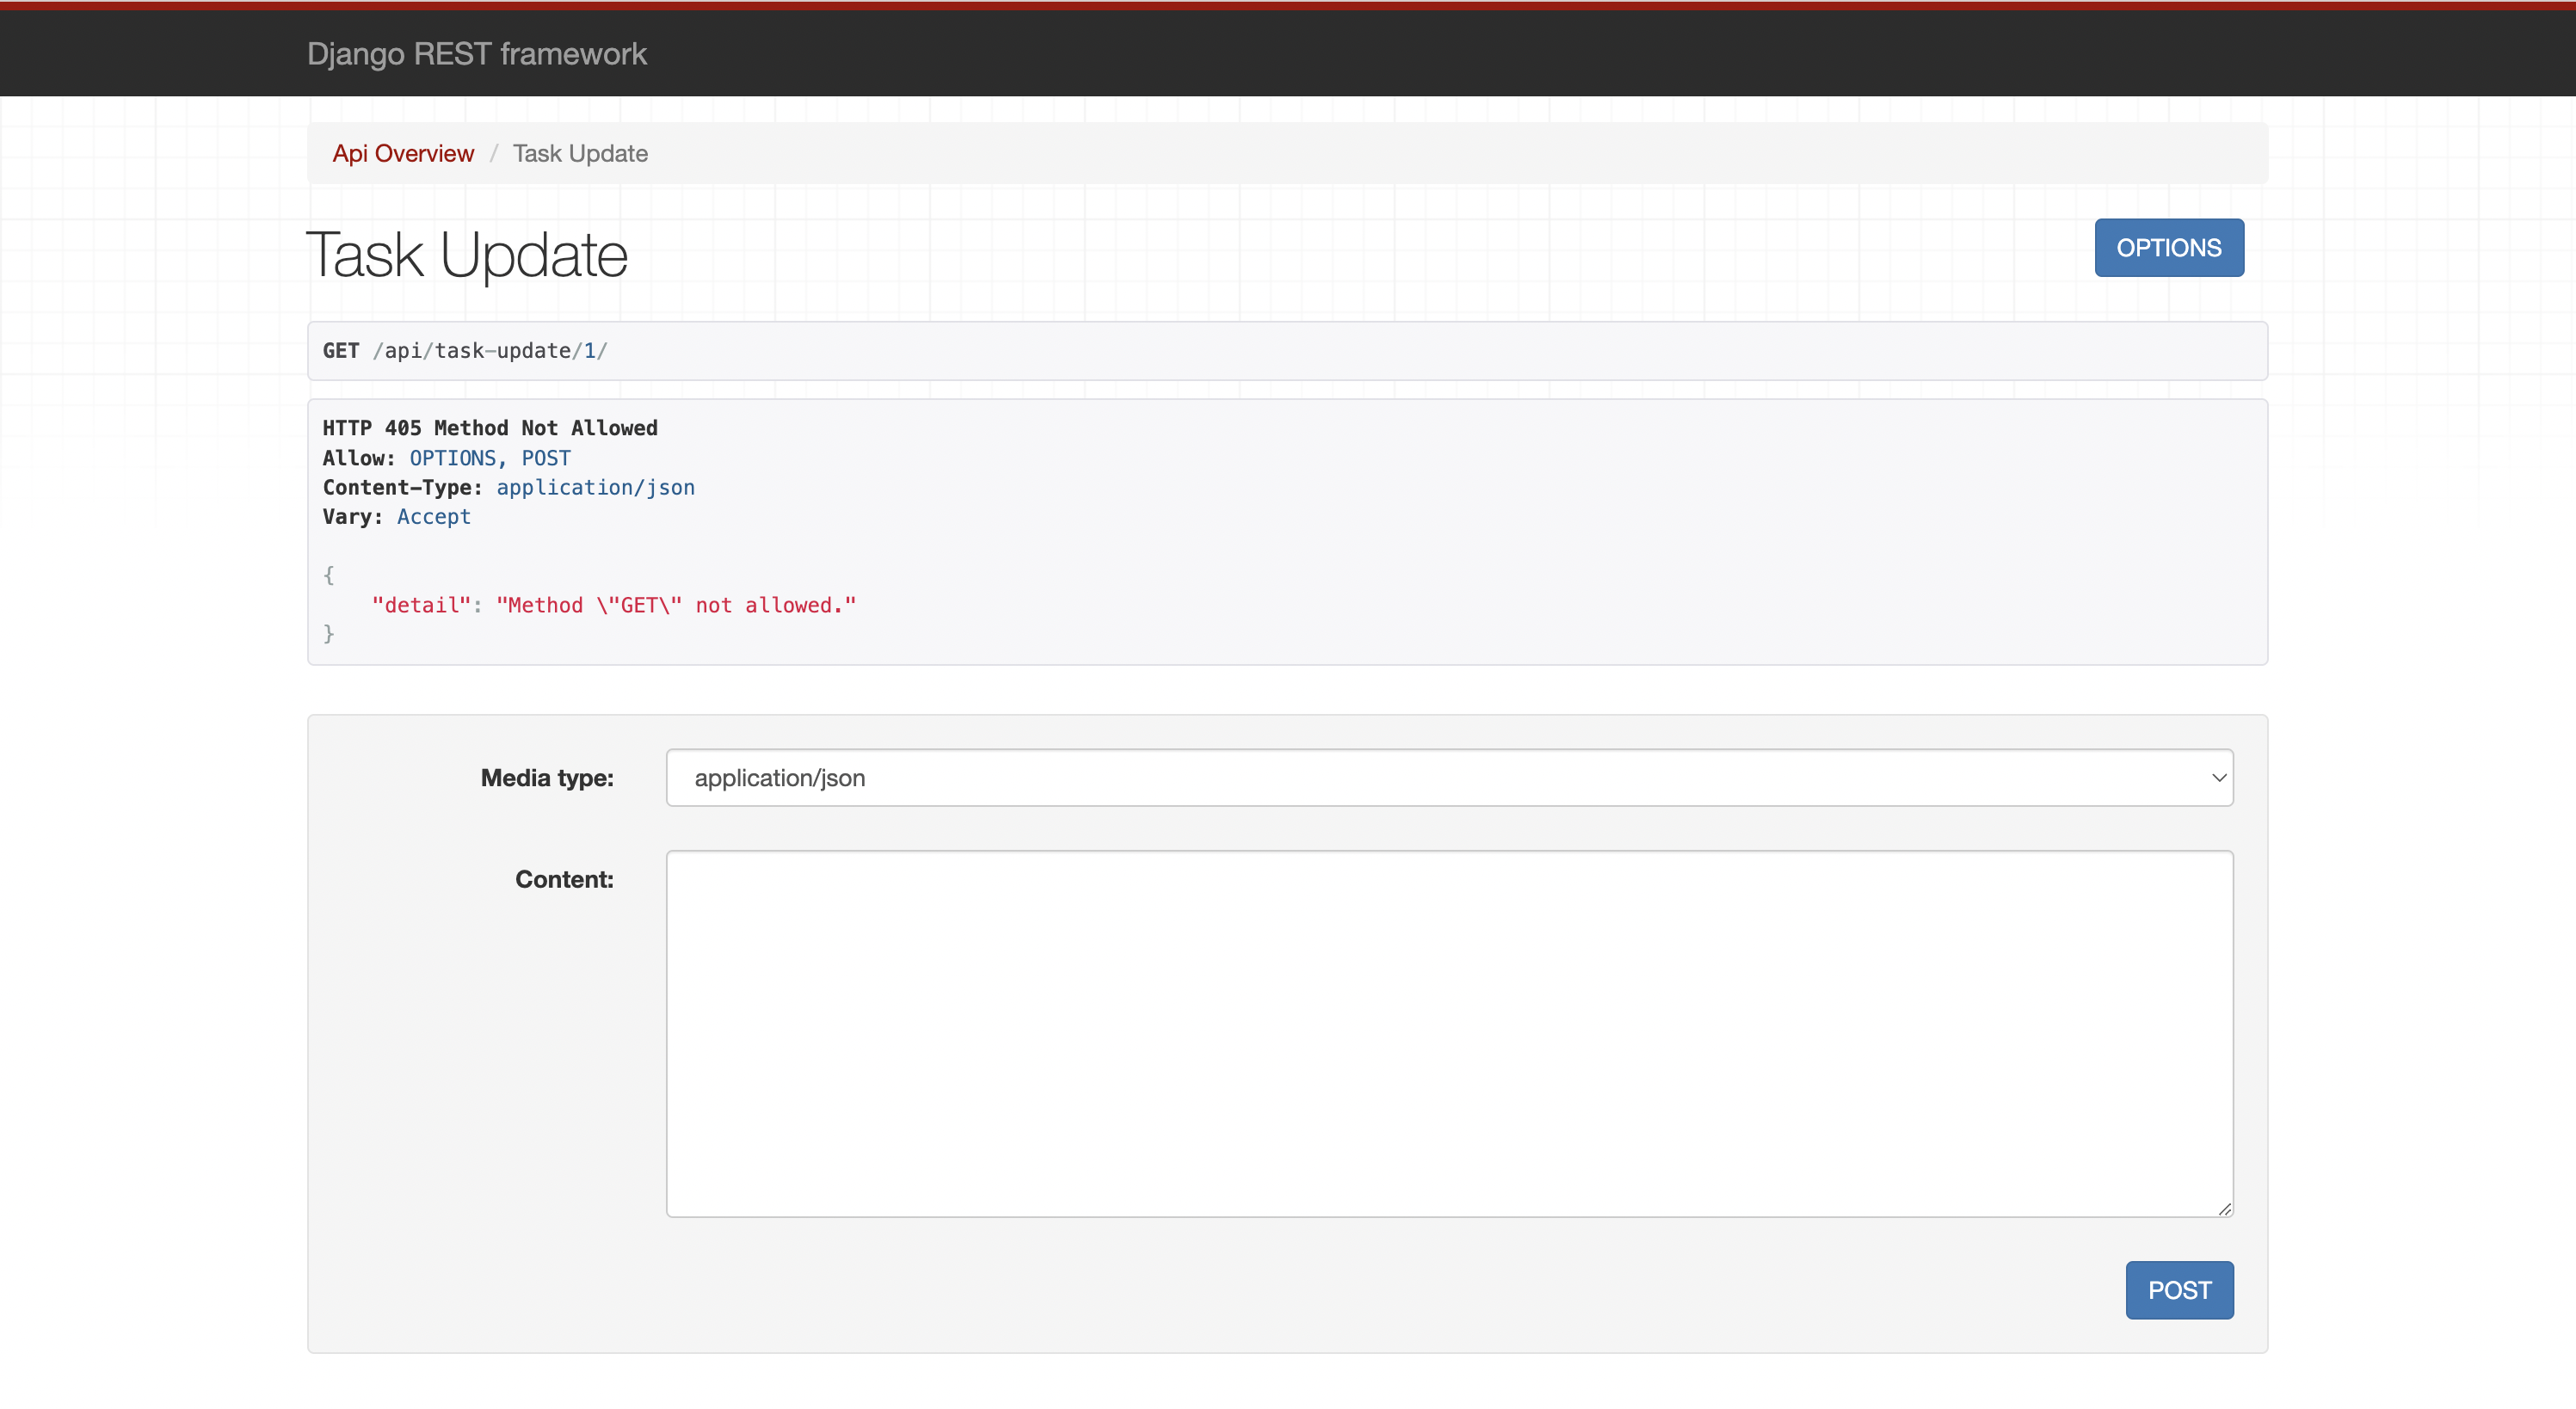 Django REST framework
Api Overview / Task Update
Task Update
OPTIONS
GET /api/task-update/1/
HTTP 405 Method Not Allowed
Allow: OPTIONS, POST
Content-Type: application/json
Vary: Accept
{
    "detail": "Method \"GET\" not allowed."
}
Media type:
application/json
Content:
POST